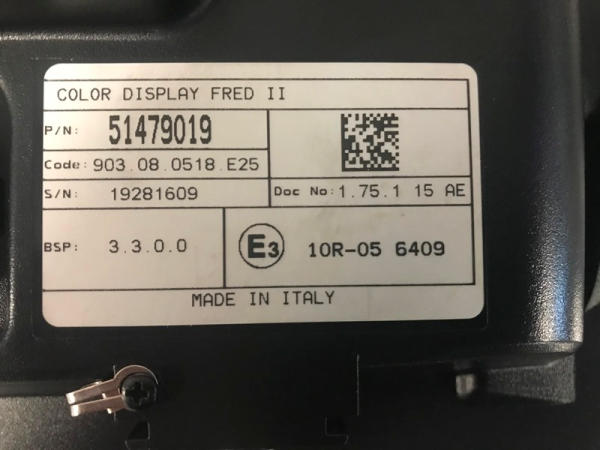 COLOR DISPLAY FRED II
P/N: 51479019
Code: 903.08.0518.E25
S/N: 19281609
Doc No: 1.75.1 15 AE
BSP: 3.3.0.0
E3 10R-05 6409
MADE IN ITALY